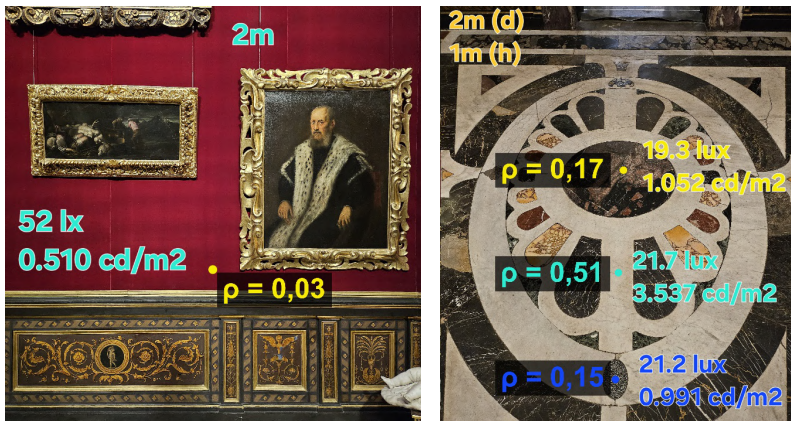 2m
52 lx
0.510 cd/m2
ρ = 0,03
2m (d)
1m (h)
ρ = 0,17
19.3 lux
1.052 cd/m2
ρ = 0,51
21.7 lux
3.537 cd/m2
ρ = 0,15
21.2 lux
0.991 cd/m2